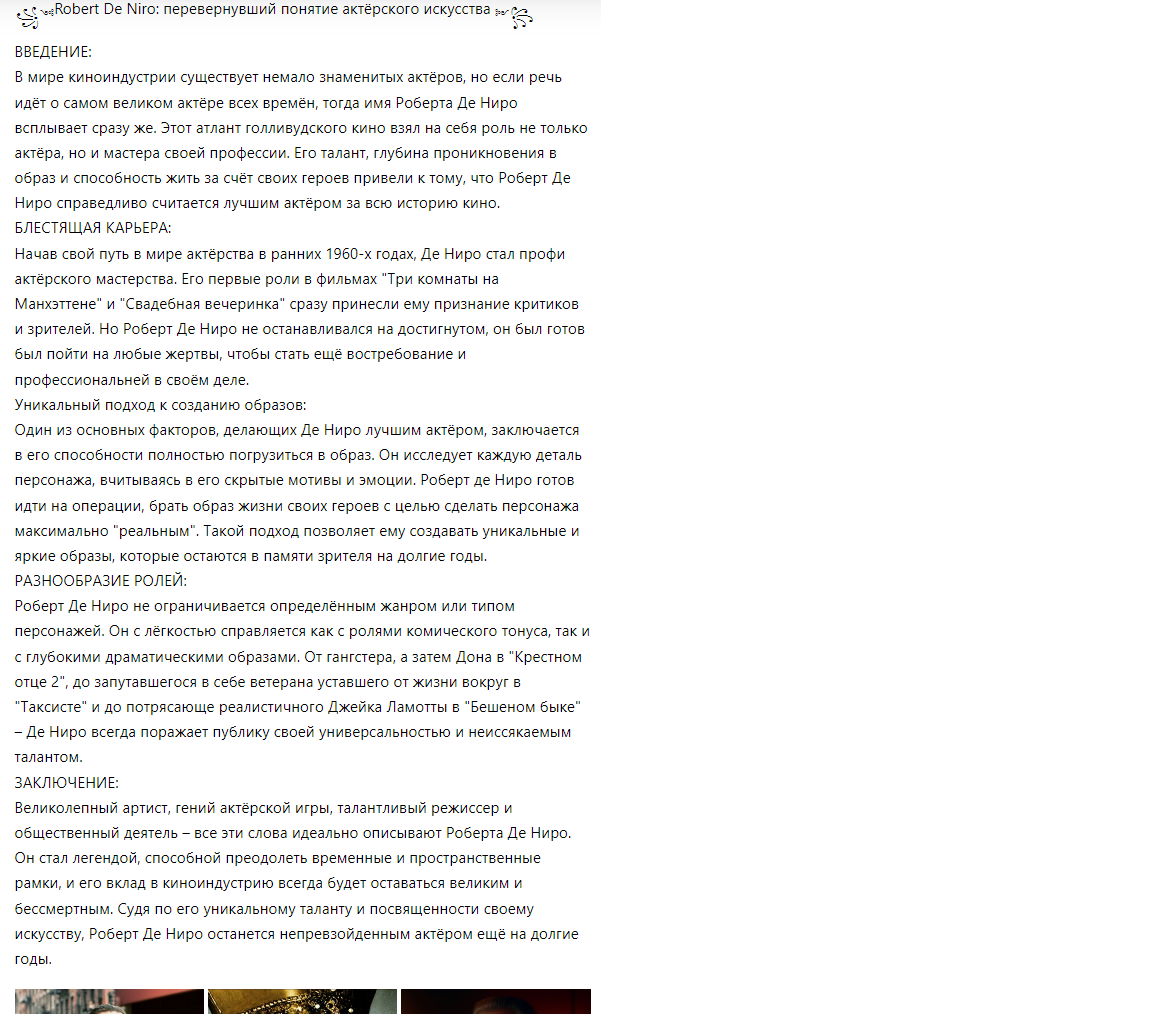 Robert De Niro: перевернувший понятие актёрского искусства
ВВЕДЕНИЕ:
В мире киноиндустрии существует немало знаменитых актёров, но если речь
идёт о самом великом актёре всех времён, тогда имя Роберта Де Ниро
всплывает сразу же. Этот атлант голливудского кино взял на себя роль не только
актёра, но и мастера своей профессии. Его талант, глубина проникновения в
образ и способность жить за счёт своих героев привели к тому, что Роберт Де
Ниро справедливо считается лучшим актёром за всю историю кино.
БЛЕСТЯЩАЯ КАРЬЕРА:
Начав свой путь в мире актёрства в ранних 1960-х годах, Де Ниро стал профи
актёрского мастерства. Его первые роли в фильмах "Три комнаты на
Манхэттене" и "Свадебная вечеринка" сразу принесли ему признание критиков
и зрителей. Но Роберт Де Ниро не останавливался на достигнутом, он был готов
был пойти на любые жертвы, чтобы стать ещё востребование и
профессиональней в своём деле.
Уникальный подход к созданию образов:
Один из основных факторов, делающих Де Ниро лучшим актёром, заключается
в его способности полностью погрузиться в образ. Он исследует каждую деталь
персонажа, вчитываясь в его скрытые мотивы и эмоции. Роберт де Ниро готов
идти на операции, брать образ жизни своих героев с целью сделать персонажа
максимально "реальным". Такой подход позволяет ему создавать уникальные и
яркие образы, которые остаются в памяти зрителя на долгие годы.
РАЗНООБРАЗИЕ РОЛЕЙ:
Роберт Де Ниро не ограничивается определённым жанром или типом
персонажей. Он с лёгкостью справляется как с ролями комического тонуса, так и
с глубокими драматическими образами. От гангстера, а затем Дона в "Крестном
отце 2", до запутавшегося в себе ветерана уставшего от жизни вокруг в
"Таксисте" и до потрясающе реалистичного Джейка Ламотты в "Бешеном быке"
– Де Ниро всегда поражает публику своей универсальностью и неиссякаемым
талантом.
ЗАКЛЮЧЕНИЕ:
Великолепный артист, гений актёрской игры, талантливый режиссер и
общественный деятель – все эти слова идеально описывают Роберта Де Ниро.
Он стал легендой, способной преодолеть временные и пространственные
рамки, и его вклад в киноиндустрию всегда будет оставаться великим и
бессмертным. Судя по его уникальному таланту и посвященности своему
искусству, Роберт Де Ниро останется непревзойденным актёром ещё на долгие
годы.